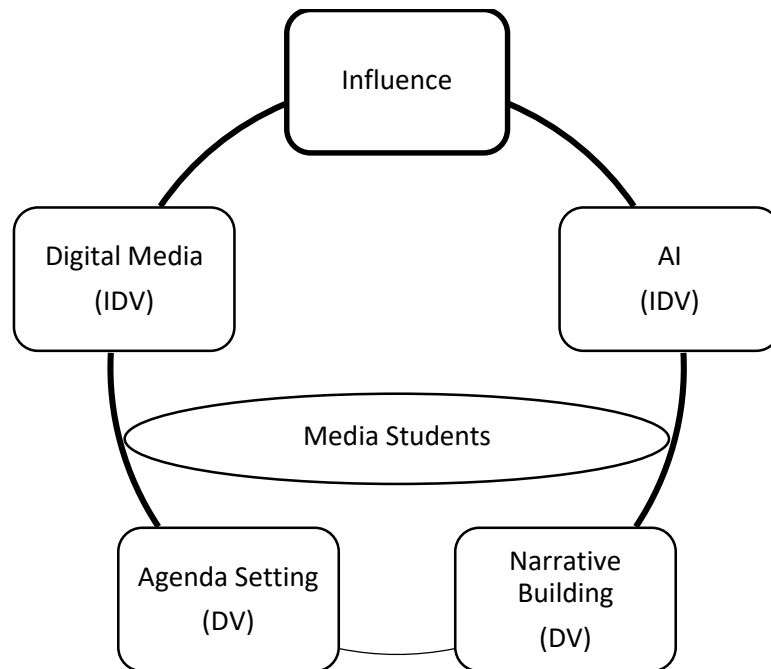 Influence
Digital Media
(IDV)
AI
(IDV)
Media Students
Agenda Setting
(DV)
Narrative
Building
(DV)